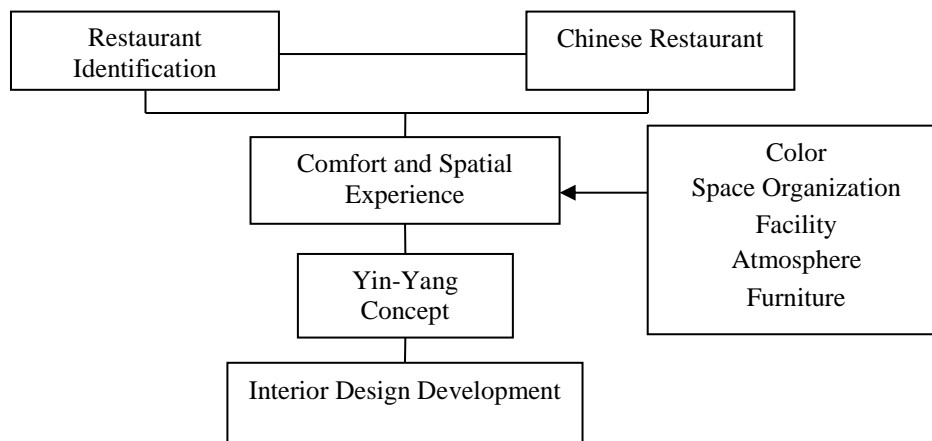 Restaurant
Identification
Chinese Restaurant
Comfort and Spatial
Experience
Color
Space Organization
Facility
Atmosphere
Furniture
Yin-Yang
Concept
Interior Design Development